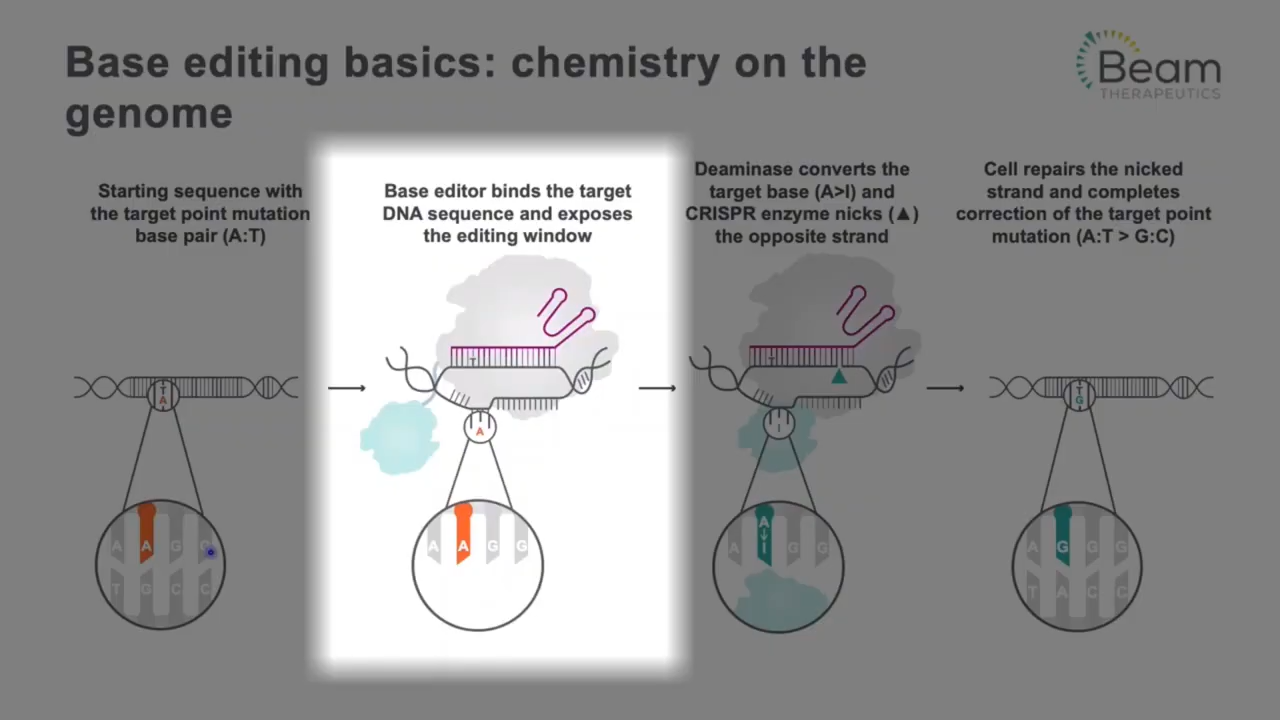 Base editing basics: chemistry on the
genome
Beam
THERAPEUTICS
Starting sequence with
the target point mutation
base pair (A:T)
Base editor binds the target
DNA sequence and exposes
the editing window
Deaminase converts the
target base (A>I) and
CRISPR enzyme nicks (▲)
the opposite strand
Cell repairs the nicked
strand and completes
correction of the target point
mutation (A:T > G:C)
T
A
T
A
T
I
T
G
A A G
T G C C
A A G G
A A G G
I
A G G G
T A C C